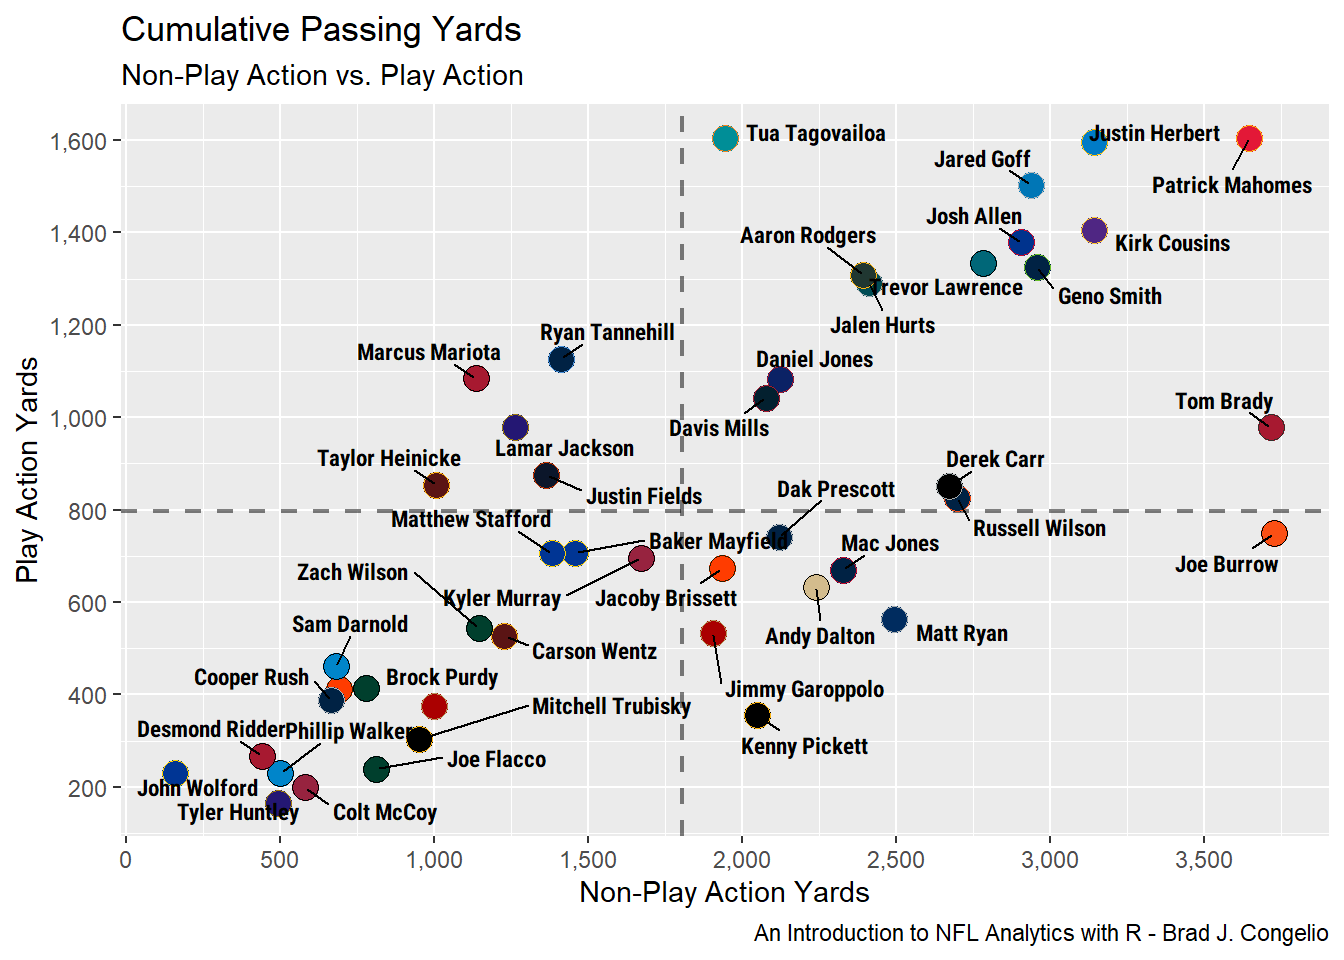 Cumulative Passing Yards
Non-Play Action vs. Play Action
1,600
1,400
1,200
1,000
800
600
400
200
Play Action Yards
Tua Tagovailoa
Justin Herbert
Jared Goff
Patrick Mahomes
Josh Allen
Aaron Rodgers
Kirk Cousins
Trevor Lawrence
Geno Smith
Jalen Hurts
Ryan Tannehill
Marcus Mariota
Daniel Jones
Tom Brady
Davis Mills
Lamar Jackson
Taylor Heinicke
Derek Carr
Justin Fields
Dak Prescott
Matthew Stafford
Russell Wilson
Baker Mayfield
Mac Jones
Joe Burrow
Zach Wilson
Kyler Murray
Jacoby Brissett
Sam Darnold
Andy Dalton
Matt Ryan
Carson Wentz
Cooper Rush
Brock Purdy
Jimmy Garoppolo
Mitchell Trubisky
Desmond Ridder
Phillip Walker
Kenny Pickett
Joe Flacco
John Wolford
Tyler Huntley
Colt McCoy
0
500
1,000
1,500
2,000
2,500
3,000
3,500
Non-Play Action Yards
An Introduction to NFL Analytics with R - Brad J. Congelio